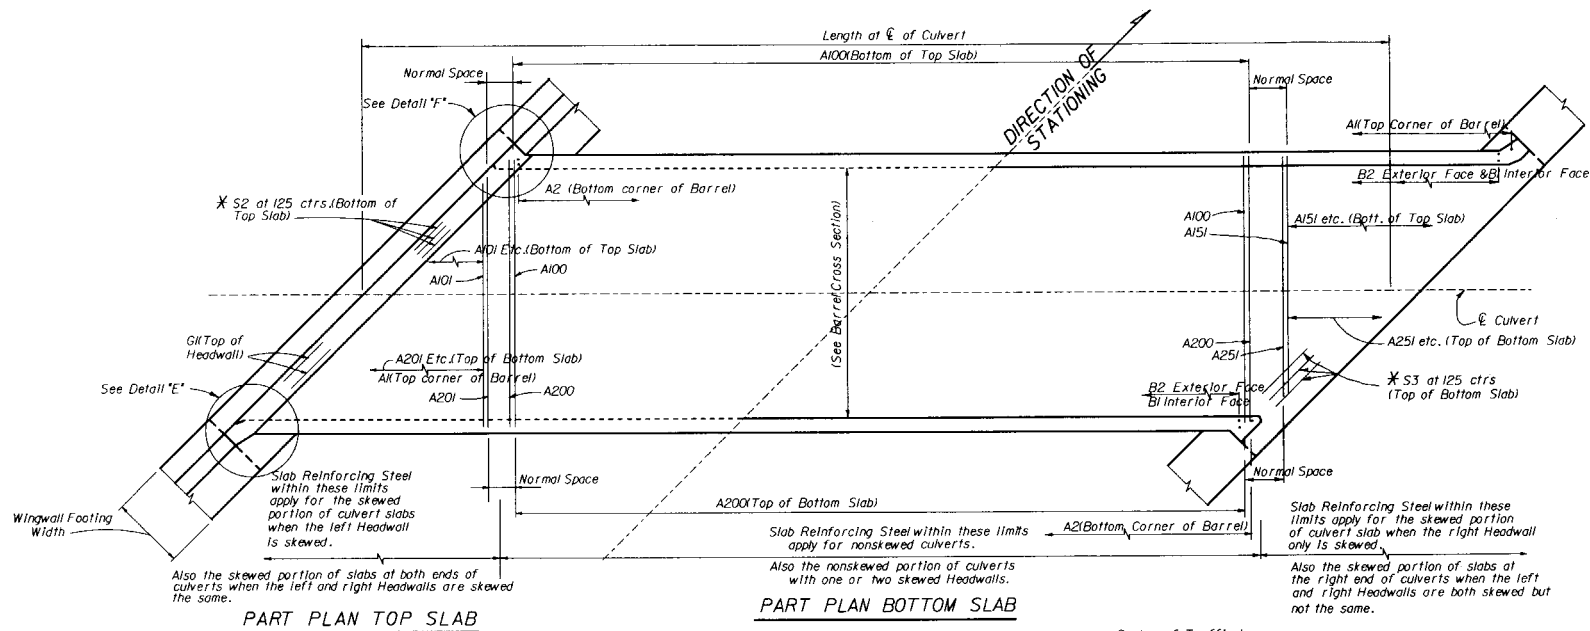 Length at ℄ of Culvert
A100(Bottom of Top Slab)
Normal Space
Normal Space
See Detail "F"
DIRECTION OF
STATIONING
A1(Top Corner of Barrel)
A2 (Bottom corner of Barrel)
B2 Exterior Face & B1 Interior Face
* S2 at 125 ctrs.(Bottom of
Top Slab)
A100
A151 etc. (Bott. of Top Slab)
A151
A101 Etc.(Bottom of Top Slab)
A101
A100
(See Barrel Cross Section)
℄ Culvert
G1(Top of
Headwall)
A200
A251 etc. (Top of Bottom Slab)
A251
A201 Etc.(Top of Bottom Slab)
A1(Top corner of Barrel)
See Detail "E"
* S3 at 125 ctrs
(Top of Bottom Slab)
A201
A200
B2 Exterior Face
B1 Interior Face
Slab Reinforcing Steel
within these limits
apply for the skewed
portion of culvert slabs
when the left Headwall
is skewed.
Normal Space
Normal Space
A200(Top of Bottom Slab)
Wingwall Footing
Width
A2(Bottom Corner of Barrel)
Slab Reinforcing Steel within these limits
apply for nonskewed culverts.
Also the nonskewed portion of culverts
with one or two skewed Headwalls.
Slab Reinforcing Steel within these
limits apply for the skewed portion
of culvert slab when the right Headwall
only is skewed.
Also the skewed portion of slabs at both ends of
culverts when the left and right Headwalls are skewed
the same.
Also the skewed portion of slabs at
the right end of culverts when the left
and right Headwalls are both skewed but
not the same.
PART PLAN TOP SLAB
PART PLAN BOTTOM SLAB